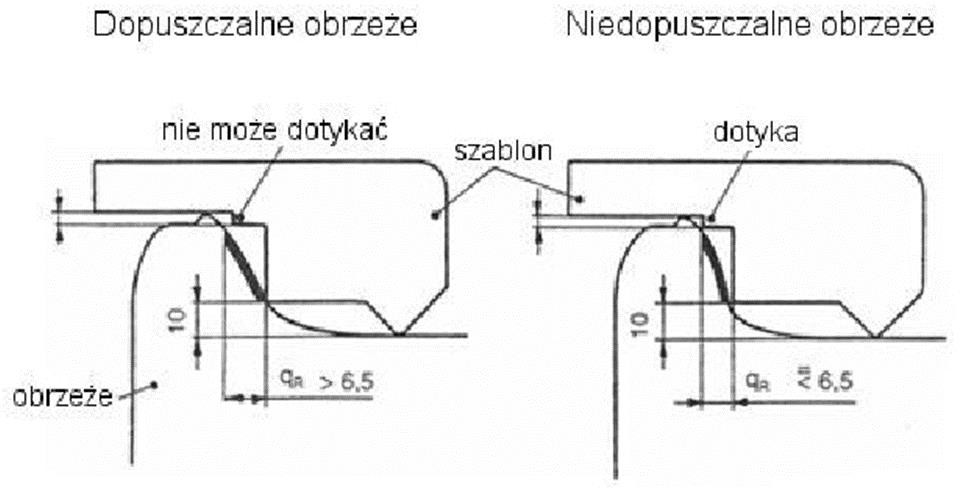 Dopuszczalne obrzeże
Niedopuszczalne obrzeże
nie może dotykać
szablon
dotyka
10
10
qR > 6,5
qR ≤ 6,5
obrzeże